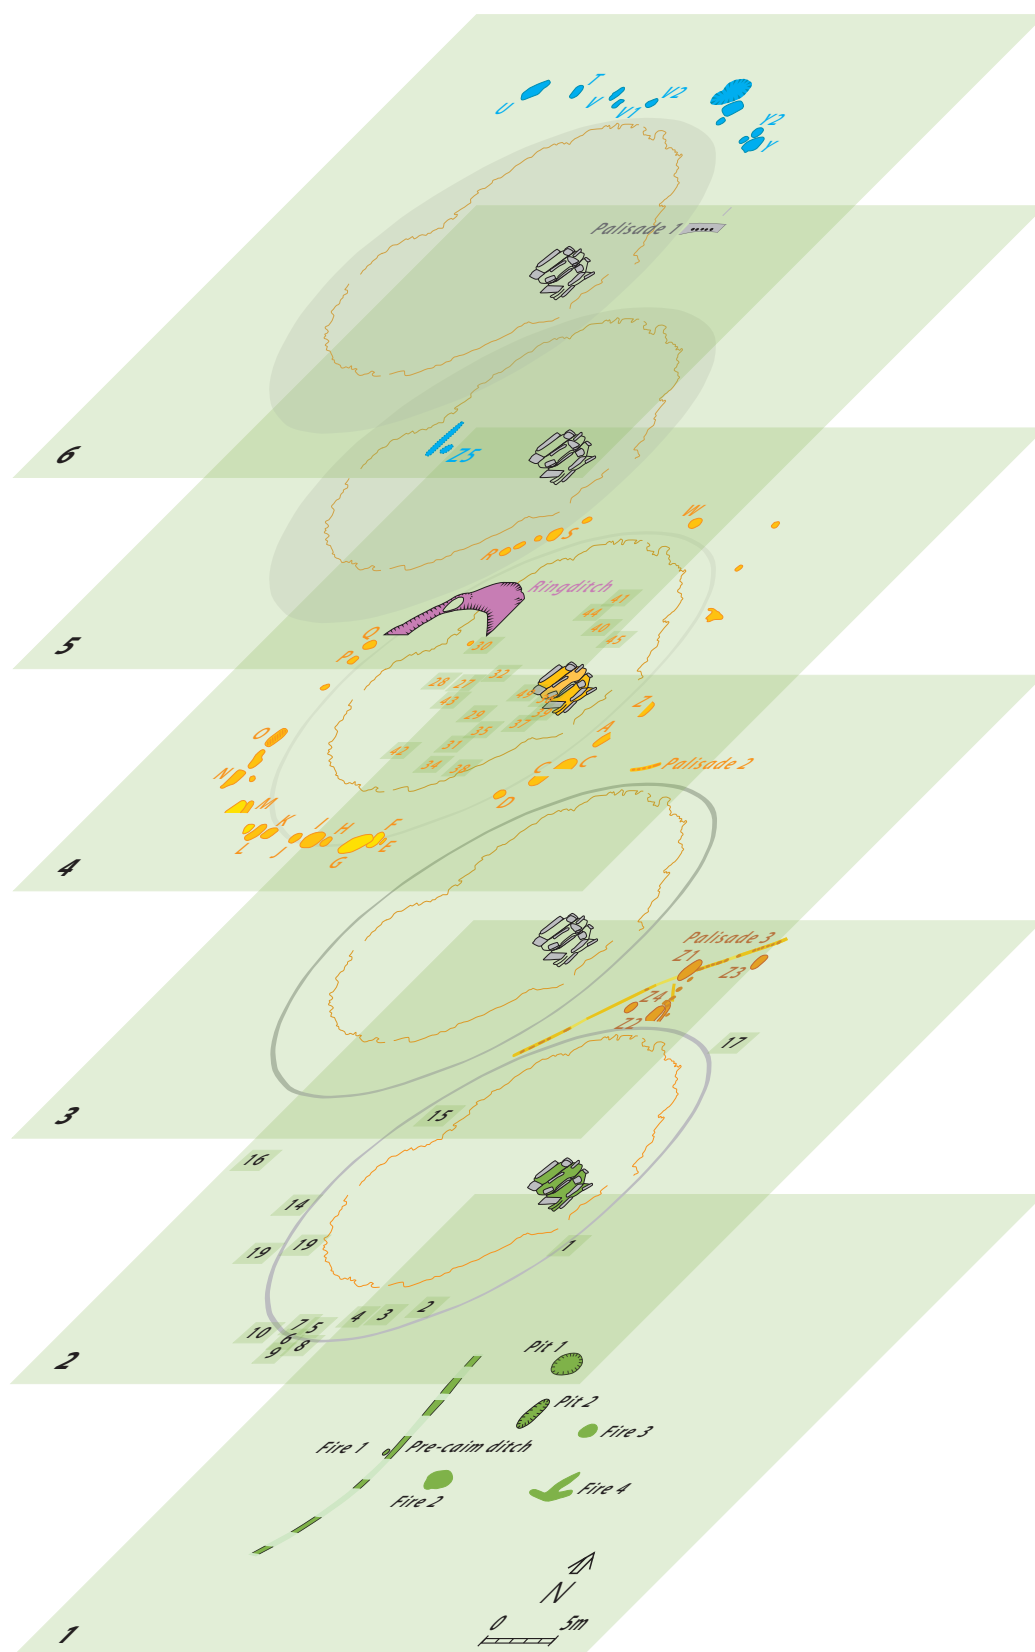 T
U
V
V1
V2
Y2
Y
Palisade 1
6
Z5
W
S
R
Ringditch
41
44
40
45
Q
P
30
32
28
27
43
49
29
37
35
31
42
34
38
Z
A
C
C
D
Palisade 2
O
N
M
K
L
J
I
H
G
F
E
5
4
Palisade 3
Z1
Z3
Z4
Z2
17
3
15
16
14
19
19
1
2
3
4
5
6
7
8
9
10
2
Pit 1
Pit 2
Fire 3
Fire 1
Pre-cairn ditch
Fire 2
Fire 4
N
0 5m
1